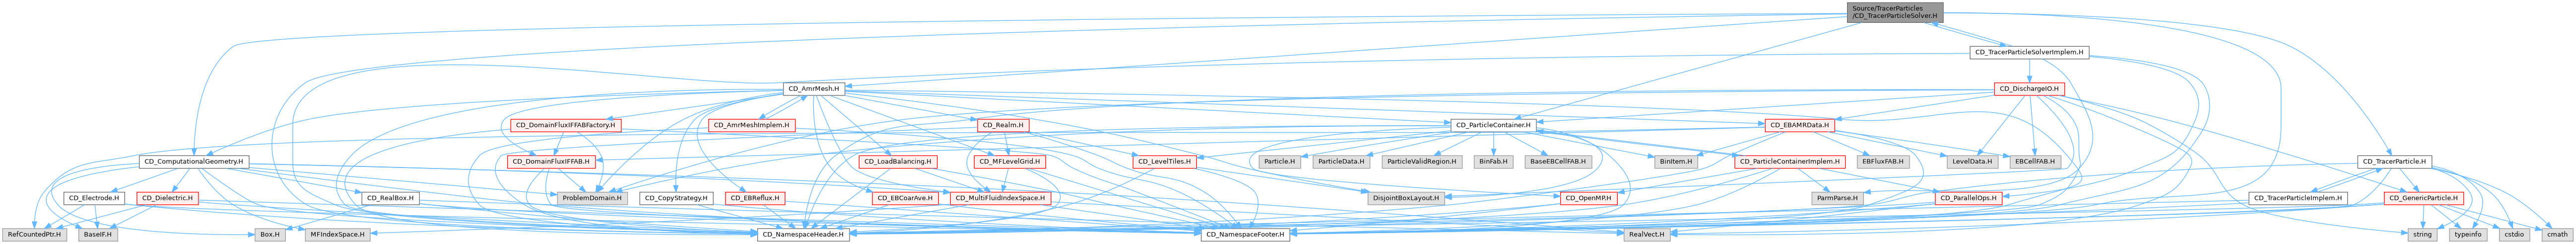 Source/TracerParticles
/CD_TracerParticleSolver.H
CD_TracerParticleSolverImplem.H
CD_AmrMesh.H
CD_DischargeIO.H
CD_DomainFluxIFFABFactory.H
CD_AmrMeshImplem.H
CD_Realm.H
CD_ParticleContainer.H
CD_EBAMRData.H
CD_ComputationalGeometry.H
CD_DomainFluxIFFAB.H
CD_LoadBalancing.H
CD_MFLevelGrid.H
CD_LevelTiles.H
Particle.H
ParticleData.H
ParticleValidRegion.H
BinFab.H
BaseEBCellFAB.H
BinItem.H
CD_ParticleContainerImplem.H
EBFluxFAB.H
LevelData.H
EBCellFAB.H
CD_TracerParticle.H
CD_Electrode.H
CD_Dielectric.H
CD_RealBox.H
ProblemDomain.H
CD_CopyStrategy.H
CD_EBReflux.H
CD_EBCoarAve.H
CD_MultiFluidIndexSpace.H
DisjointBoxLayout.H
CD_OpenMP.H
ParmParse.H
CD_ParallelOps.H
CD_TracerParticleImplem.H
CD_GenericParticle.H
RefCountedPtr.H
BaseIF.H
Box.H
MFIndexSpace.H
CD_NamespaceHeader.H
CD_NamespaceFooter.H
RealVect.H
string
typeinfo
cstdio
cmath